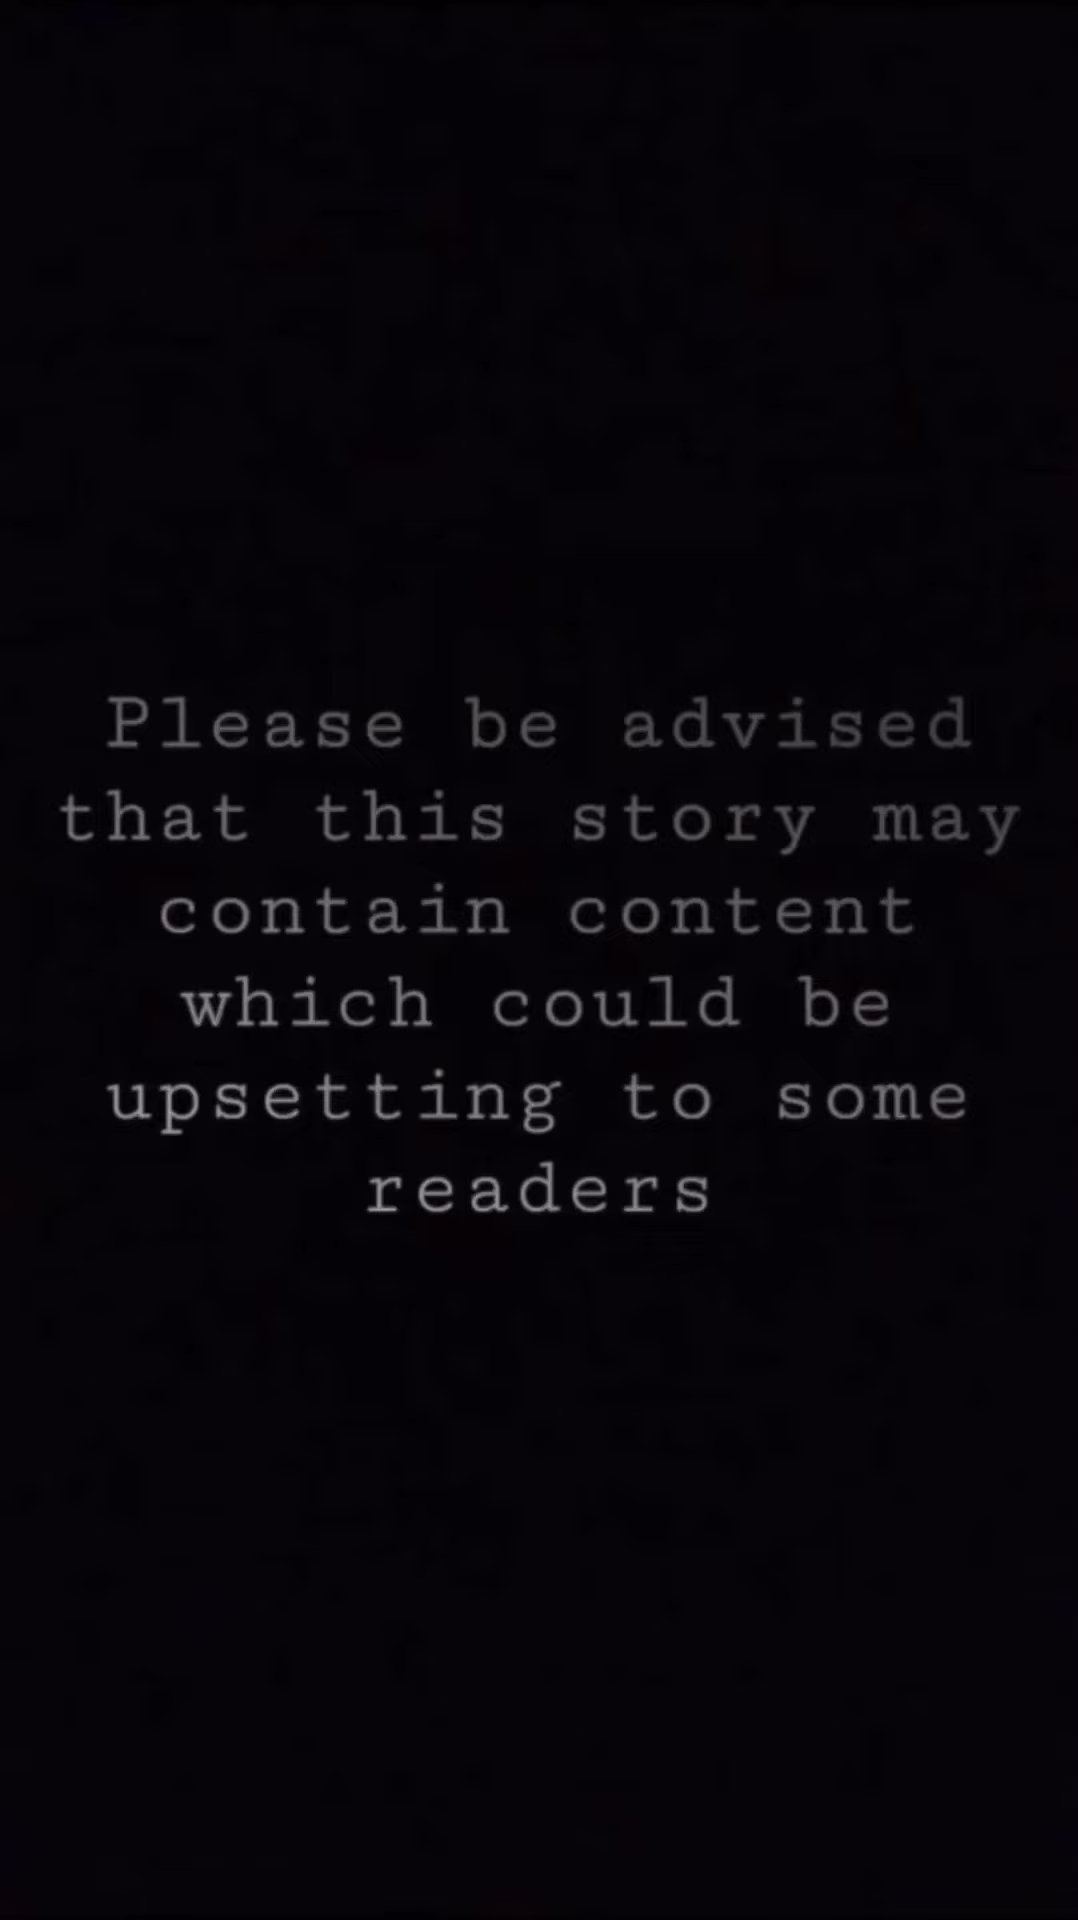 Please be advised
that this story may
contain content
which could be
upsetting to some
readers